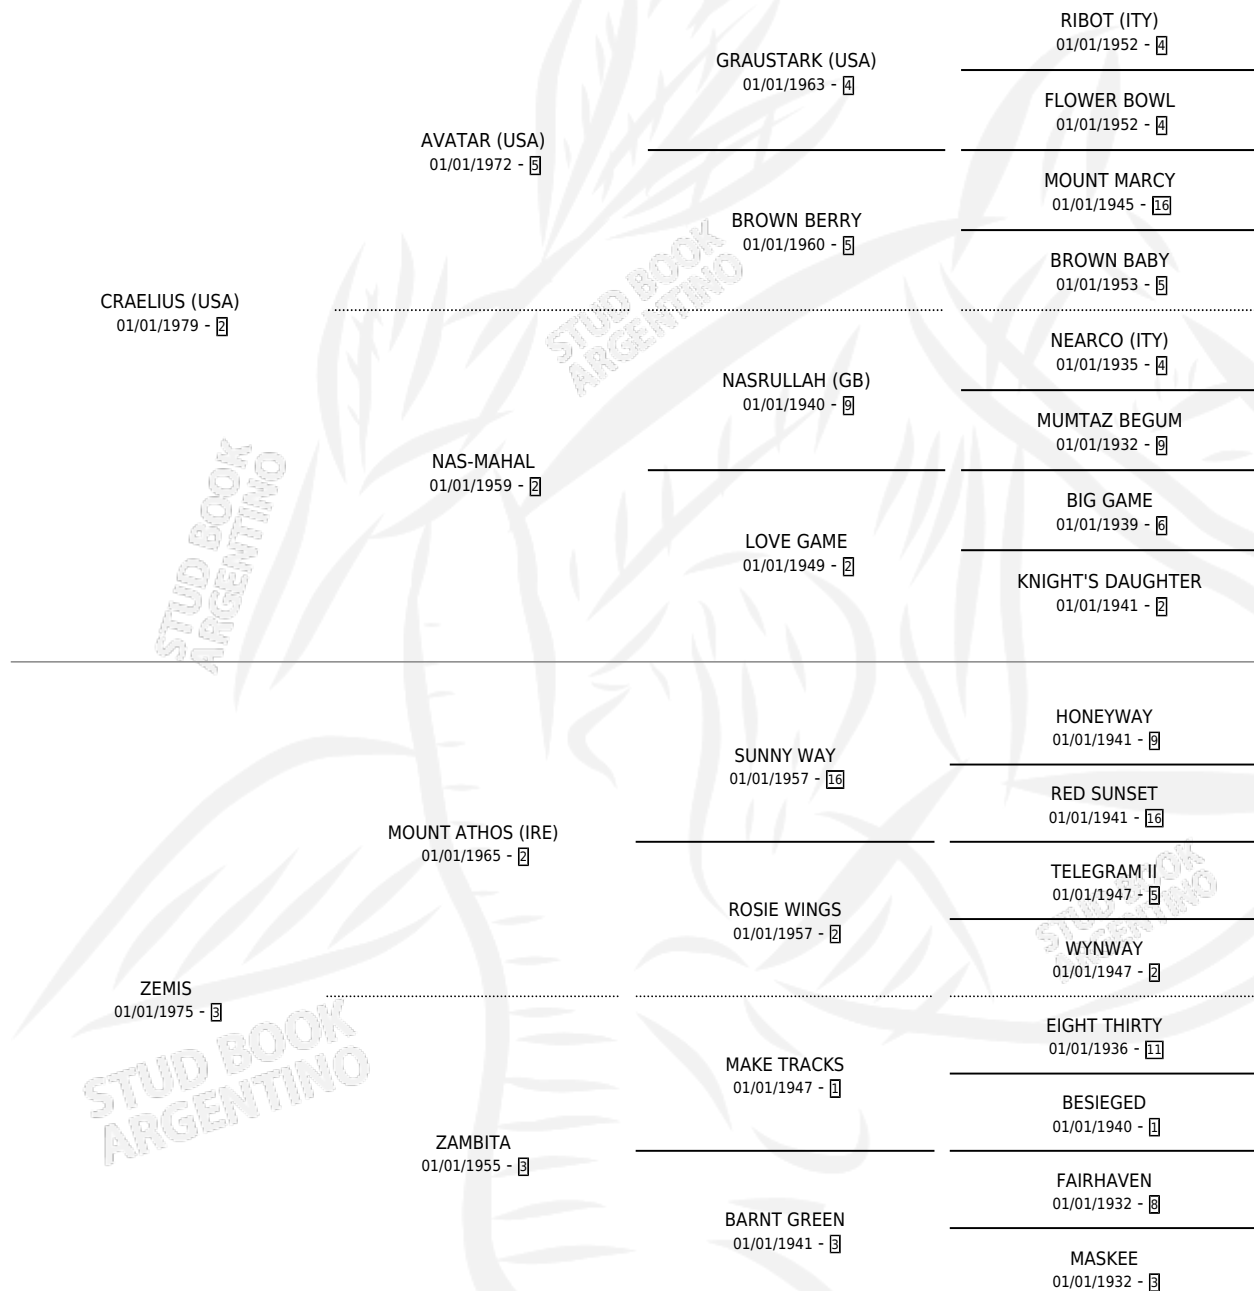 RIBOT (ITY)
01/01/1952 - 4
GRAUSTARK (USA)
01/01/1963 - 4
FLOWER BOWL
01/01/1952 - 4
AVATAR (USA)
01/01/1972 - 5
MOUNT MARCY
01/01/1945 - 16
BROWN BERRY
01/01/1960 - 5
BROWN BABY
01/01/1953 - 5
CRAELIUS (USA)
01/01/1979 - 2
STUD BOOK
ARGENTINO
NEARCO (ITY)
01/01/1935 - 4
NASRULLAH (GB)
01/01/1940 - 9
MUMTAZ BEGUM
01/01/1932 - 9
NAS-MAHAL
01/01/1959 - 2
BIG GAME
01/01/1939 - 6
LOVE GAME
01/01/1949 - 2
KNIGHT'S DAUGHTER
01/01/1941 - 2
STUD BOOK
ARGENTINO
HONEYWAY
01/01/1941 - 9
SUNNY WAY
01/01/1957 - 16
RED SUNSET
01/01/1941 - 16
MOUNT ATHOS (IRE)
01/01/1965 - 2
TELEGRAM II
01/01/1947 - 5
ROSIE WINGS
01/01/1957 - 2
STUD BOOK
ARGENTINO
WYNWAY
01/01/1947 - 2
ZEMIS
01/01/1975 - 3
EIGHT THIRTY
01/01/1936 - 11
MAKE TRACKS
01/01/1947 - 1
STUD BOOK
ARGENTINO
BESIEGED
01/01/1940 - 1
ZAMBITA
01/01/1955 - 3
FAIRHAVEN
01/01/1932 - 8
BARNT GREEN
01/01/1941 - 3
MASKEE
01/01/1932 - 3